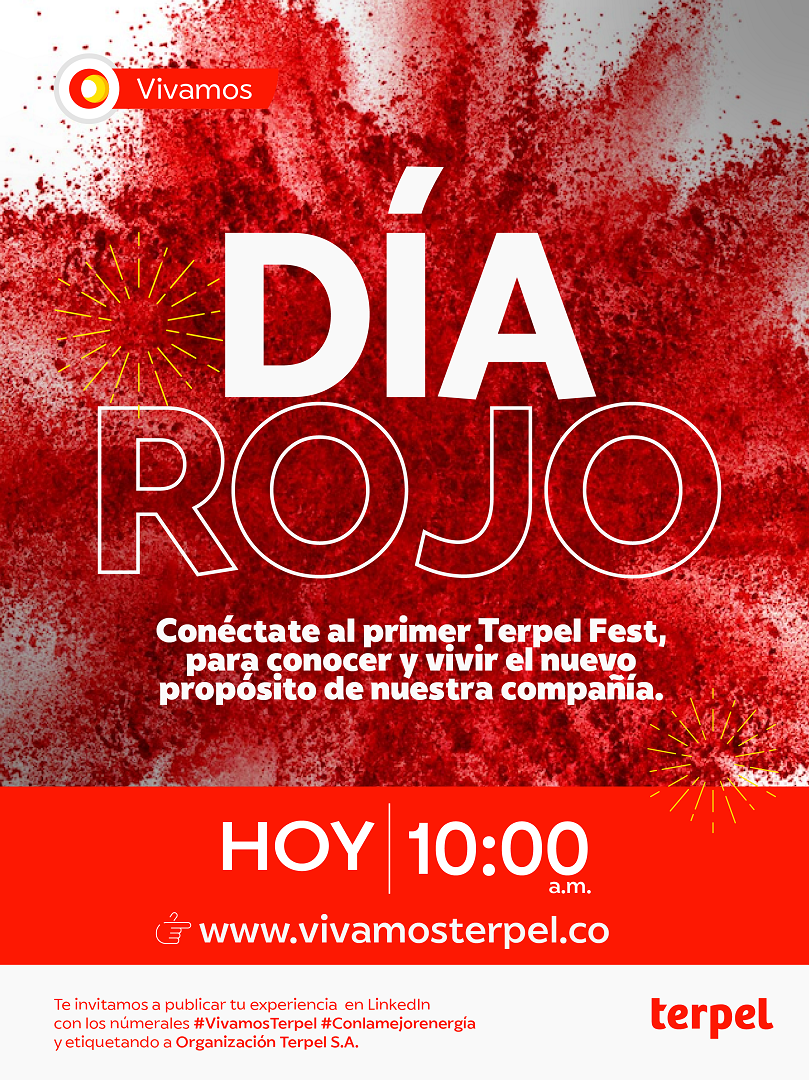 Vivamos
DÍA
ROJO
Conéctate al primer Terpel Fest,
para conocer y vivir el nuevo
propósito de nuestra compañía.
HOY 10:00
a.m.
www.vivamosterpel.co
Te invitamos a publicar tu experiencia en LinkedIn
con los númerales #VivamosTerpel #Conlamejorenergía
y etiquetando a Organización Terpel S.A.
terpel